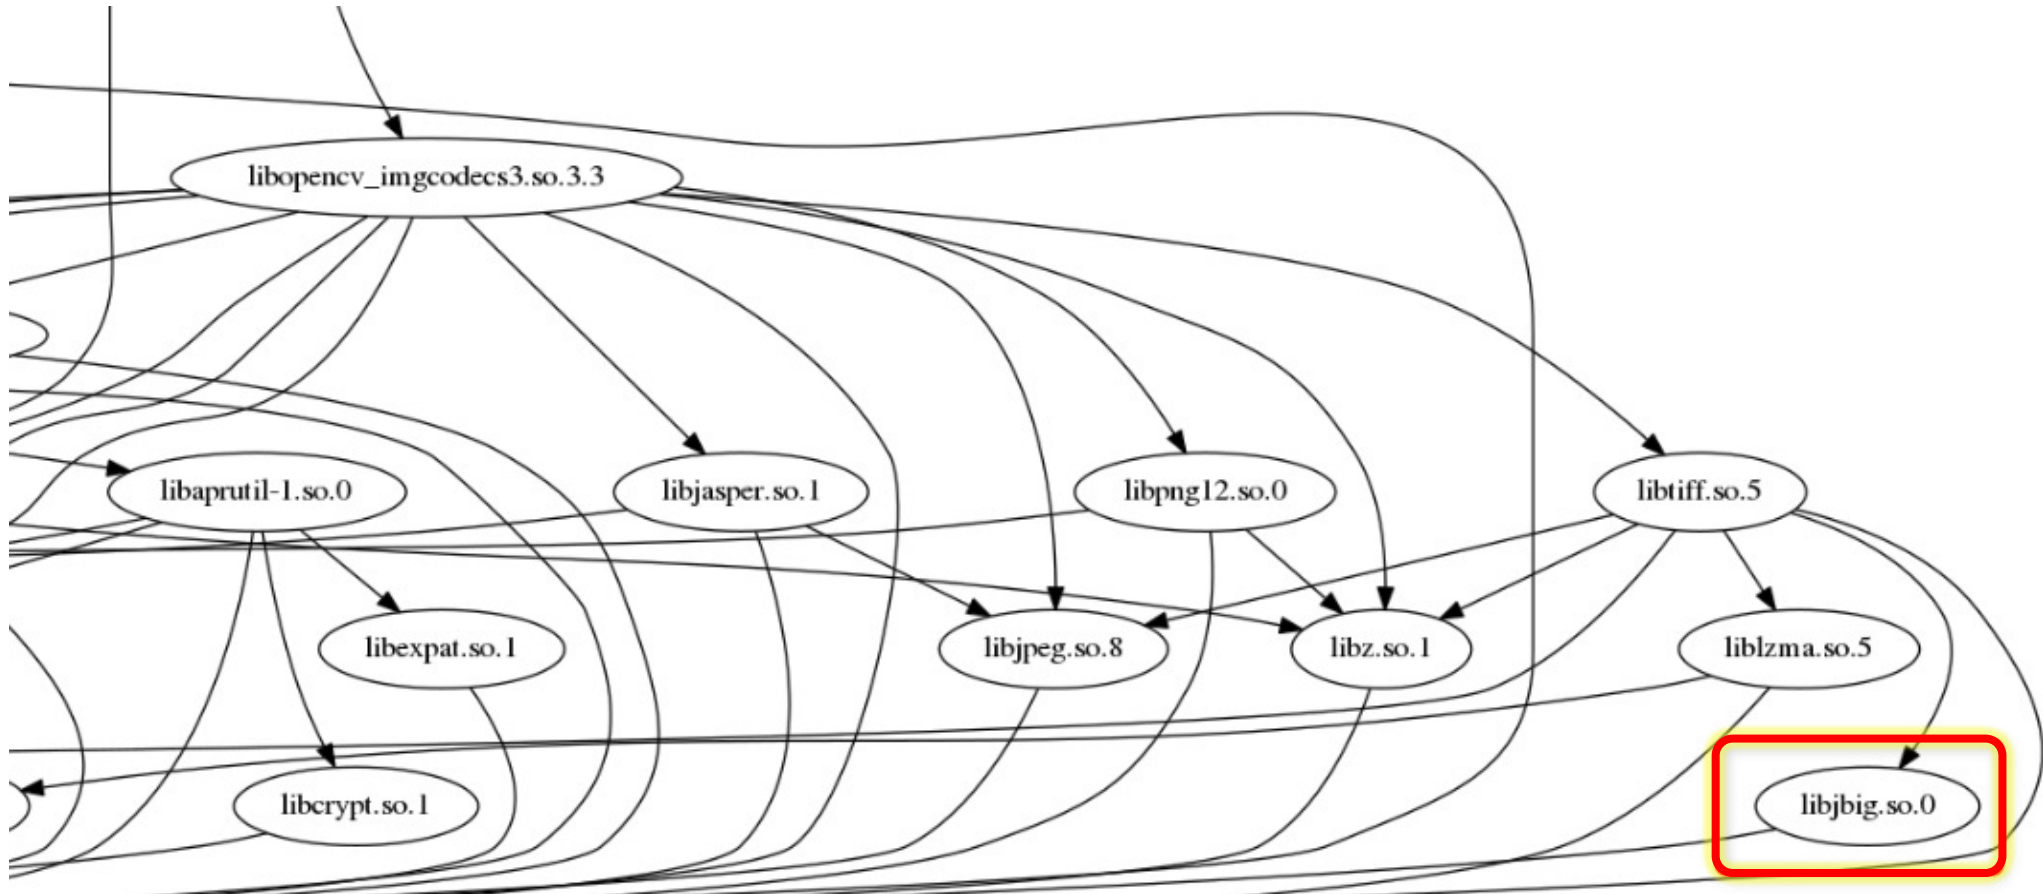 libopencv_imgcodecs3.so.3.3
libaprutil-1.so.0
libjasper.so.1
libpng12.so.0
libtiff.so.5
libexpat.so.1
libjpeg.so.8
libz.so.1
liblzma.so.5
libcrypt.so.1
libjbig.so.0